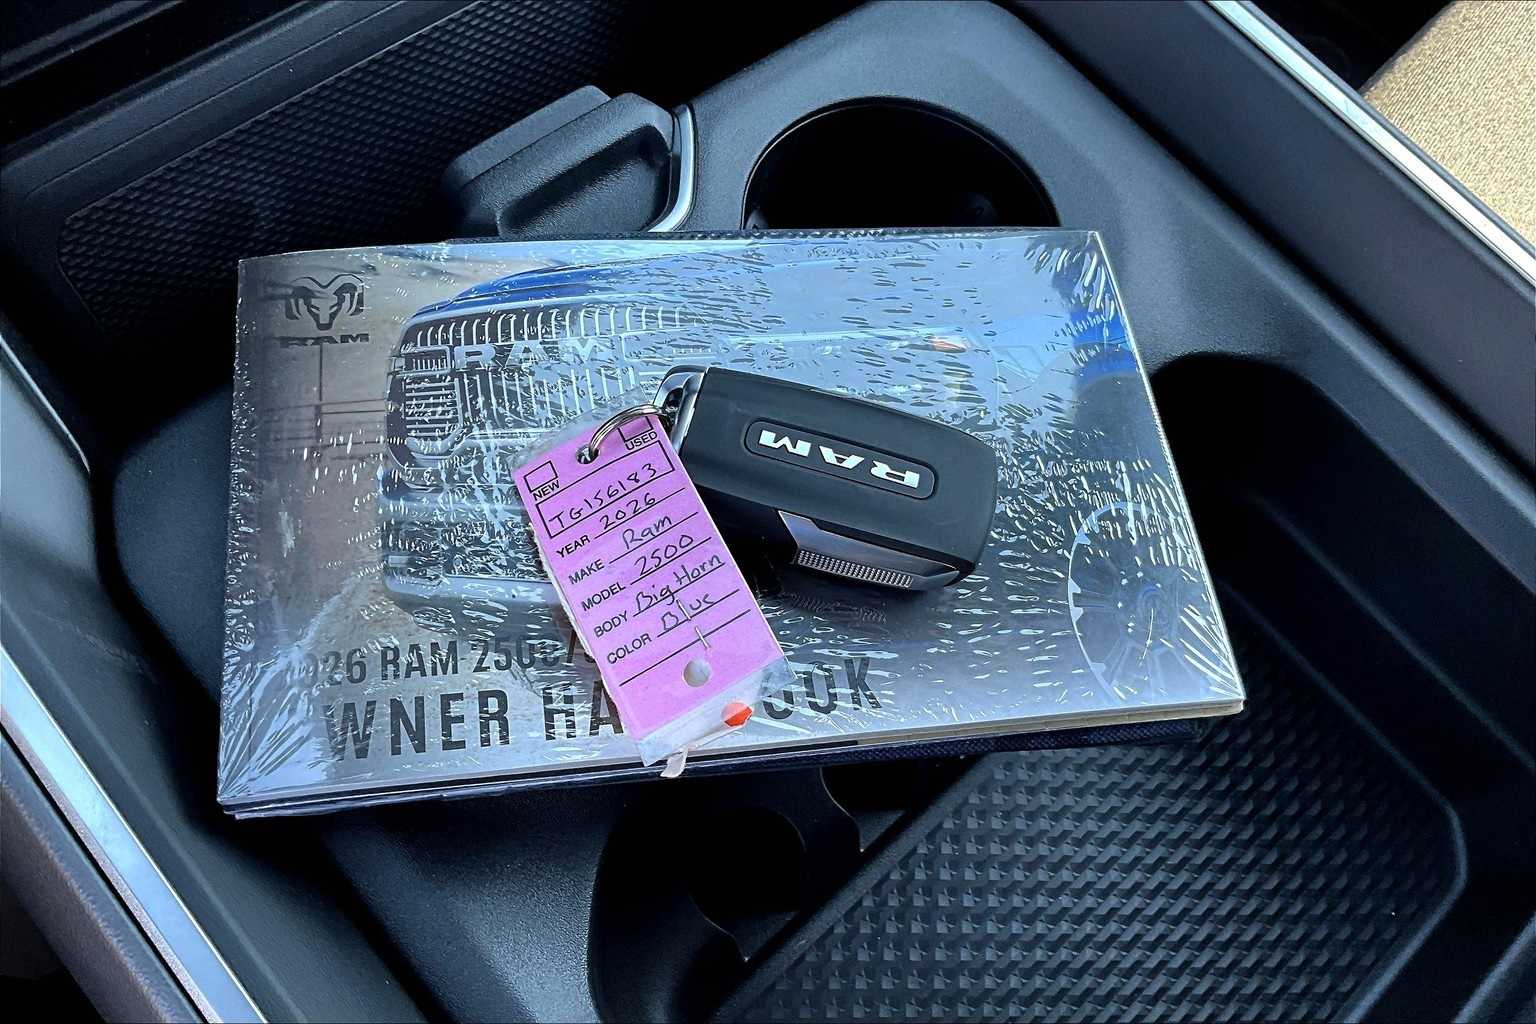 RAM
RAM
RAM
USED
NEW
TG156183
YEAR 2026
MAKE Ram
MODEL 2500
BODY Big Horn
COLOR Blue
26 RAM 2500/
WNER HA OOK